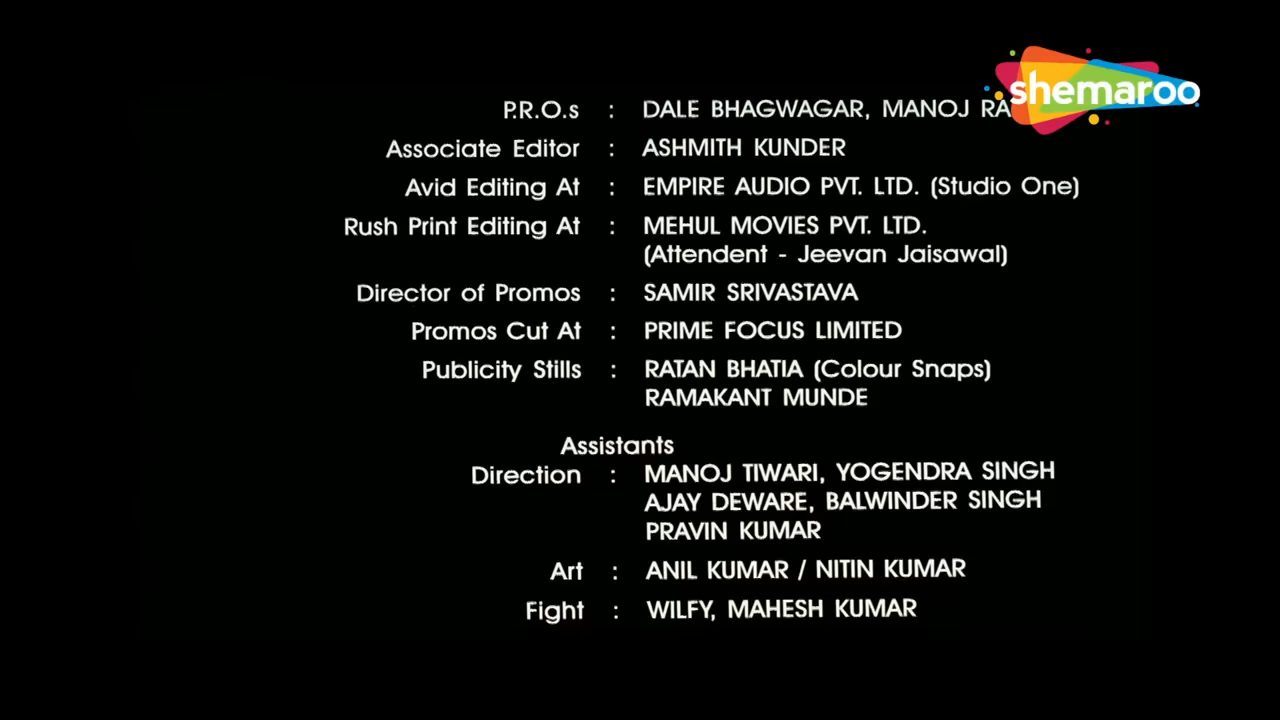 shemaroo
P.R.O.s : DALE BHAGWAGAR, MANOJ
Associate Editor : ASHMITH KUNDER
Avid Editing At : EMPIRE AUDIO PVT. LTD. (Studio One)
Rush Print Editing At : MEHUL MOVIES PVT. LTD.
(Attendent - Jeevan Jaisawal)
Director of Promos : SAMIR SRIVASTAVA
Promos Cut At : PRIME FOCUS LIMITED
Publicity Stills : RATAN BHATIA (Colour Snaps)
RAMAKANT MUNDE
Assistants
Direction : MANOJ TIWARI, YOGENDRA SINGH
AJAY DEWARE, BALWINDER SINGH
PRAVIN KUMAR
Art : ANIL KUMAR / NITIN KUMAR
Fight : WILFY, MAHESH KUMAR